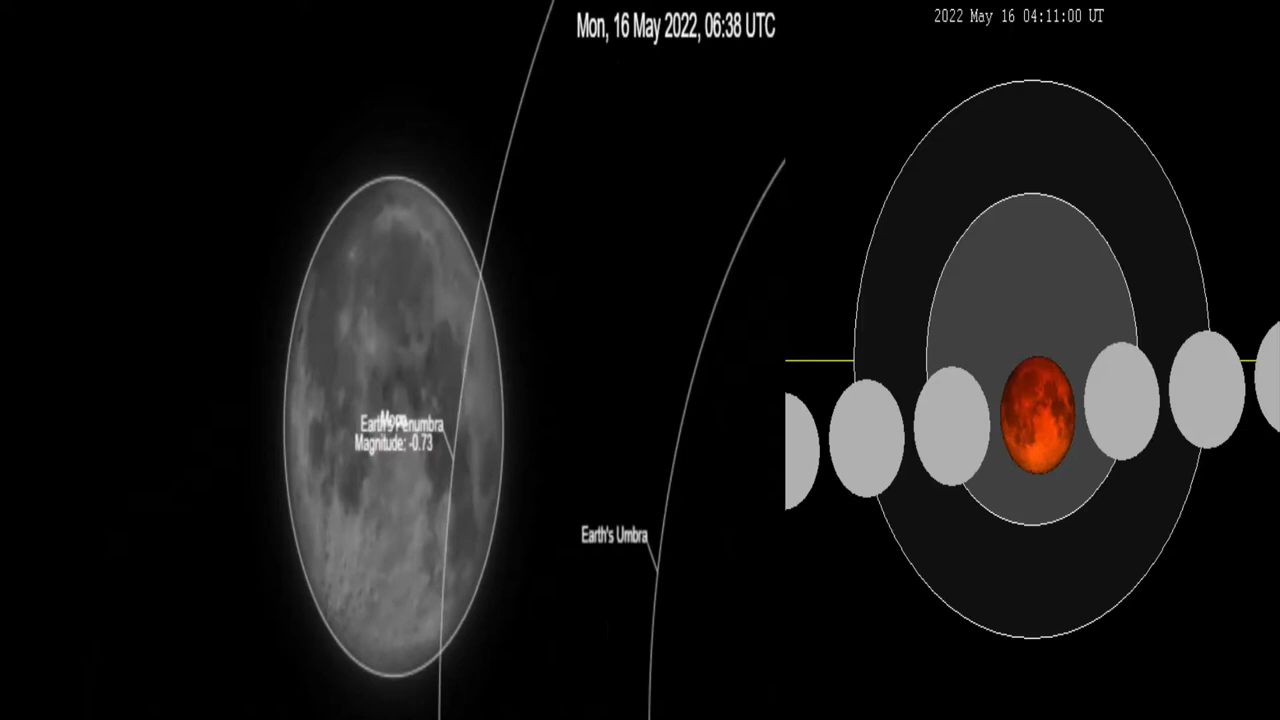 Mon, 16 May 2022, 06:38 UTC
2022 May 16 04:11:00 UT
Moon
Earth's Penumbra
Magnitude: -0.73
Earth's Umbra